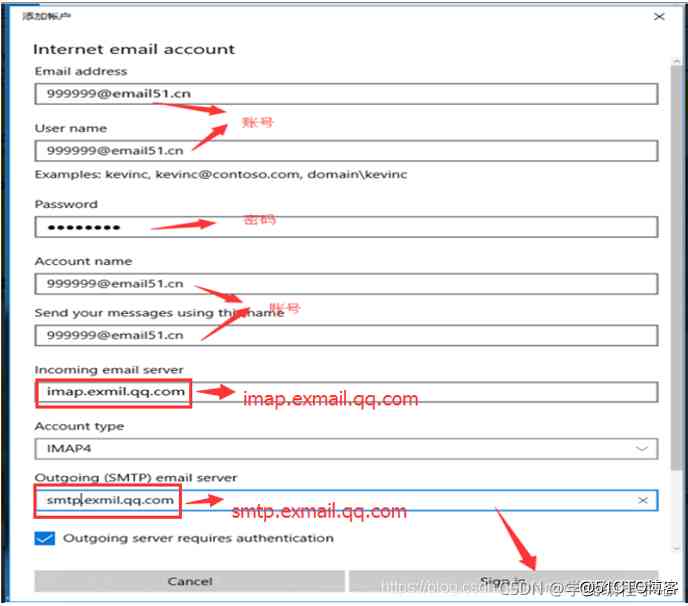 添加帐户
Internet email account
Email address
999999@email51.cn
账号
User name
999999@email51.cn
Examples: kevinc, kevinc@contoso.com, domain\kevinc
Password
密码
Account name
999999@email51.cn
账号
Send your messages using this name
999999@email51.cn
Incoming email server
imap.exmil.qq.com
imap.exmail.qq.com
Account type
IMAP4
Outgoing (SMTP) email server
smtp.exmil.qq.com
smtp.exmail.qq.com
Outgoing server requires authentication
Cancel
Sign in
https://blog.csdn
CSDN
@51CTO博客